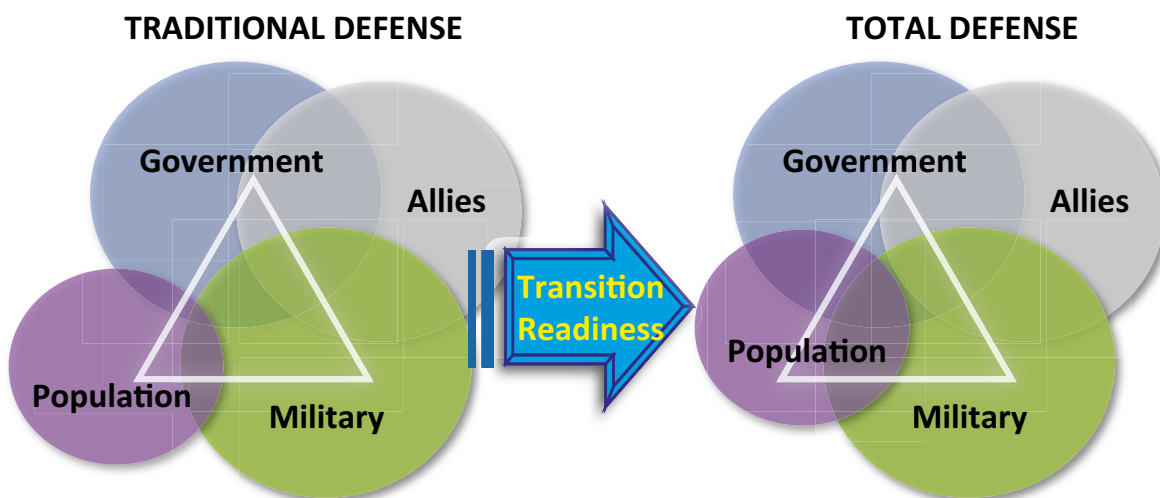 TRADITIONAL DEFENSE
Government
Allies
Population
Military
Transition
Readiness
TOTAL DEFENSE
Government
Allies
Population
Military